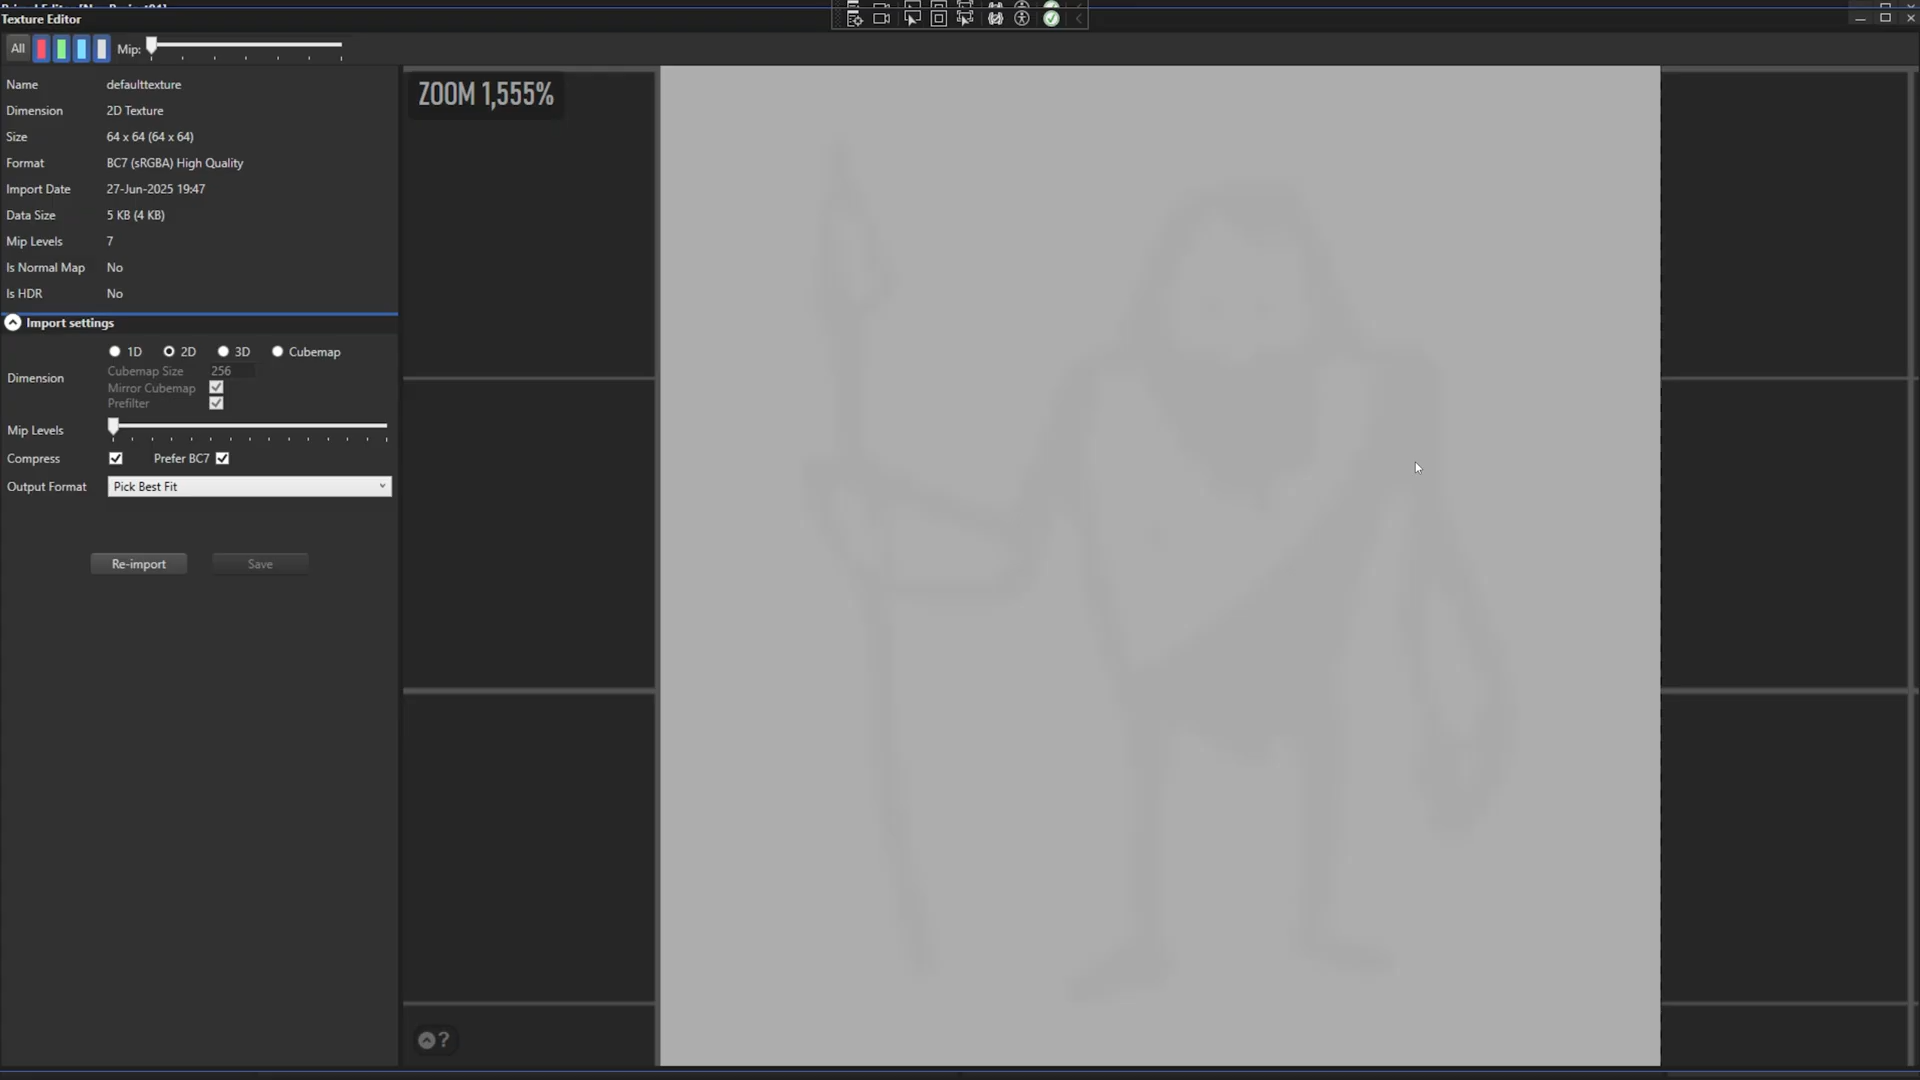 Texture Editor
All Mip:
ZOOM 1,555%
Name defaulttexture
Dimension 2D Texture
Size 64 x 64 (64 x 64)
Format BC7 (sRGBA) High Quality
Import Date 27-Jun-2025 19:47
Data Size 5 KB (4 KB)
Mip Levels 7
Is Normal Map No
Is HDR No
Import settings
1D 2D 3D Cubemap
Dimension
Cubemap Size 256
Mirror Cubemap
Prefilter
Mip Levels
Compress Prefer BC7
Output Format Pick Best Fit
Re-import Save
?